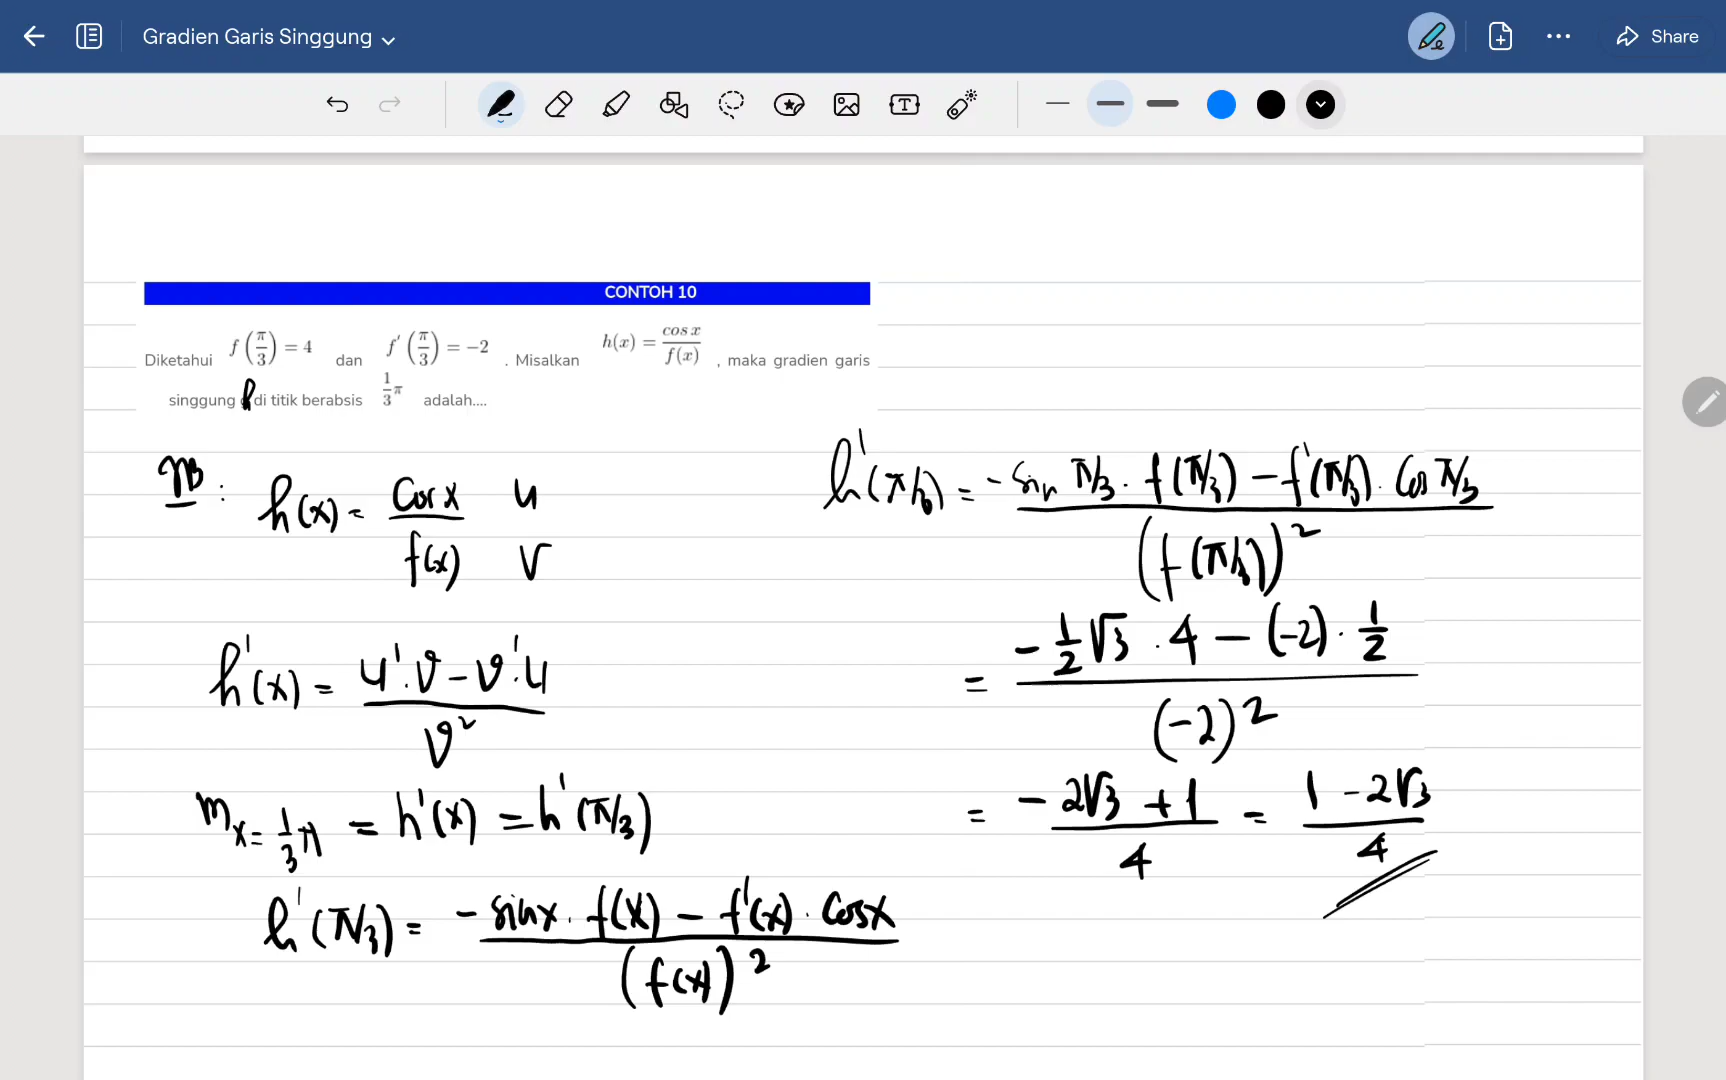 Gradien Garis Singgung
Share
CONTOH 10
Diketahui f(π/3) = 4 dan f'(π/3) = −2 . Misalkan h(x) = cos x / f(x) , maka gradien garis
singgung h di titik berabsis 1/3 π adalah....
h(x) = cos x / f(x) u / v
h'(x) = (u'.v − v'.u) / v²
m x = 1/3 π = h'(x) = h'(π/3)
h'(π/3) = (− sin x . f(x) − f'(x) . cos x) / (f(x))²
h'(π/3) = (− sin π/3 . f(π/3) − f'(π/3) . cos π/3) / (f(π/3))²
= (− 1/2 √3 . 4 − (−2) . 1/2) / (−2)²
= (− 2√3 + 1) / 4 = (1 − 2√3) / 4